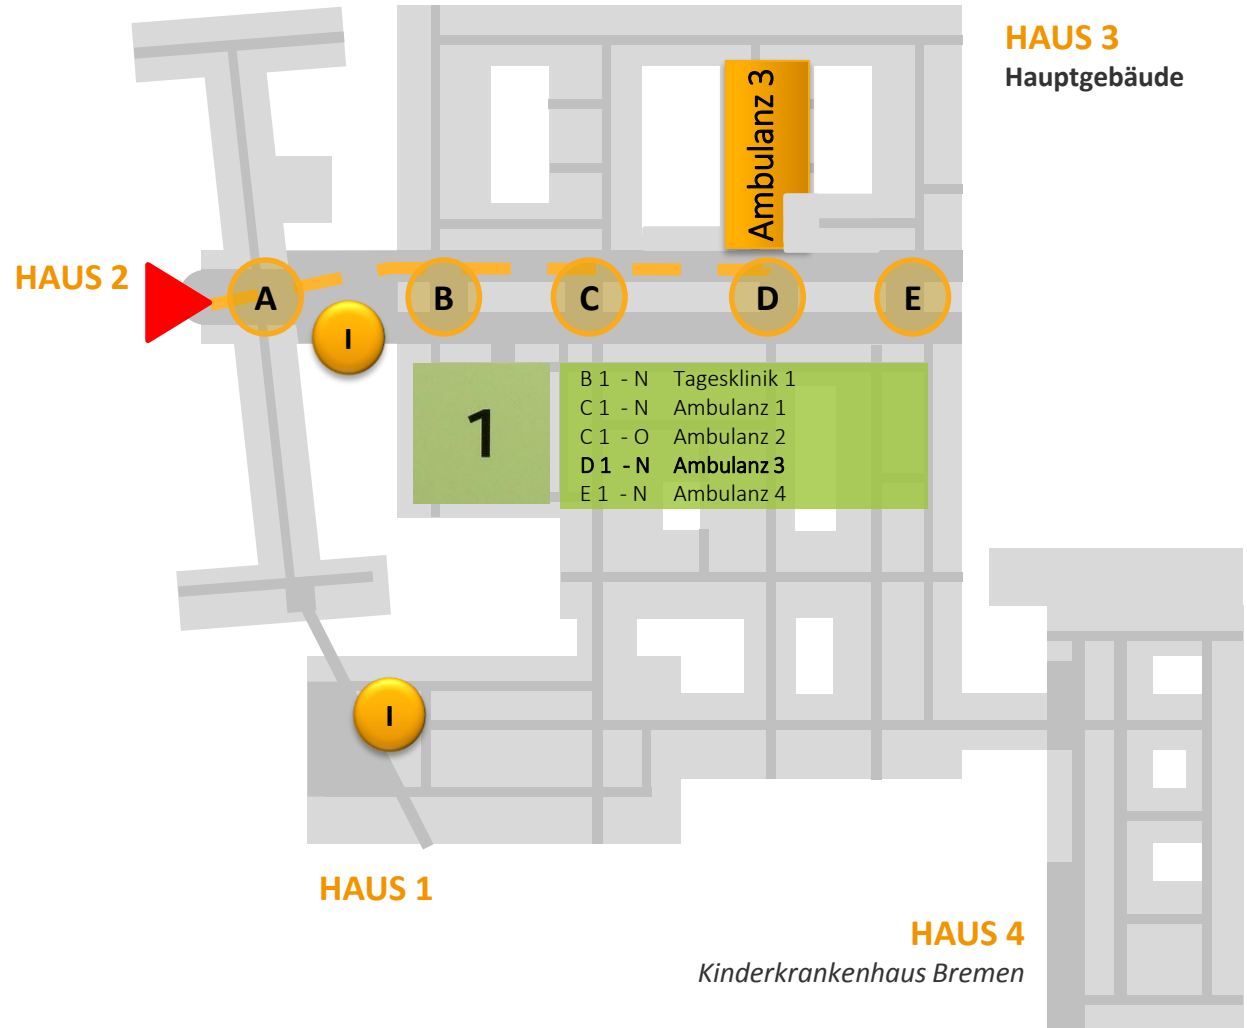 HAUS 3
Hauptgebäude
Ambulanz 3
HAUS 2
A
B
C
D
E
I
1
B 1 - N Tagesklinik 1
C 1 - N Ambulanz 1
C 1 - O Ambulanz 2
D 1 - N Ambulanz 3
E 1 - N Ambulanz 4
I
HAUS 1
HAUS 4
Kinderkrankenhaus Bremen